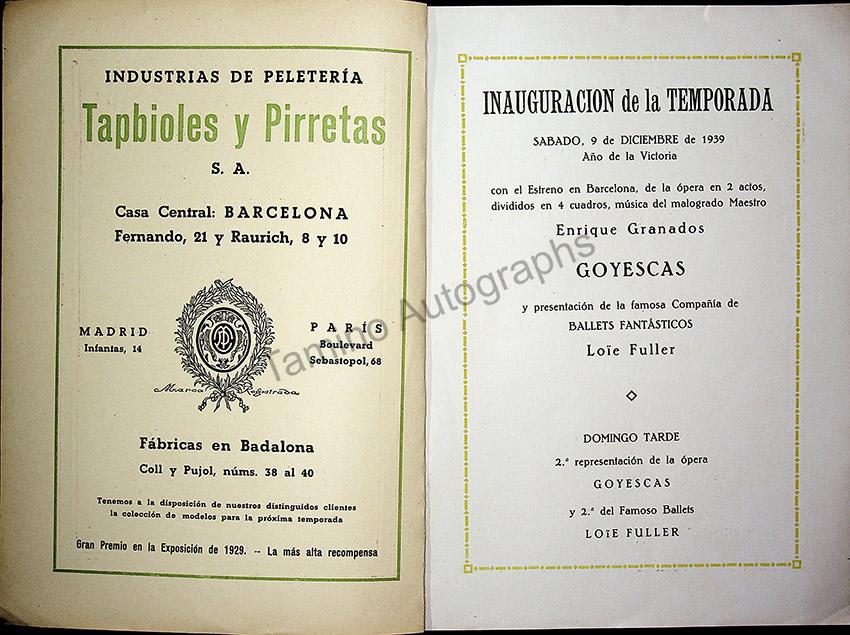 INDUSTRIAS DE PELETERÍA
Tapbioles y Pirretas
S. A.
Casa Central: BARCELONA
Fernando, 21 y Raurich, 8 y 10
MADRID
Infantas, 14
PARÍS
Boulevard
Sebastopol, 68
Marca Registrada
Fábricas en Badalona
Coll y Pujol, núms. 38 al 40
Tenemos a la disposición de nuestros distinguidos clientes
la colección de modelos para la próxima temporada
Gran Premio en la Exposición de 1929. -- La más alta recompensa
INAUGURACION de la TEMPORADA
SABADO, 9 de DICIEMBRE de 1939
Año de la Victoria
con el Estreno en Barcelona, de la ópera en 2 actos,
divididos en 4 cuadros, música del malogrado Maestro
Enrique Granados
GOYESCAS
y presentación de la famosa Compañía de
BALLETS FANTÁSTICOS
Loïe Fuller
DOMINGO TARDE
2.ª representación de la ópera
GOYESCAS
y 2.ª del Famoso Ballets
LOÏE FULLER
Tamino Autographs